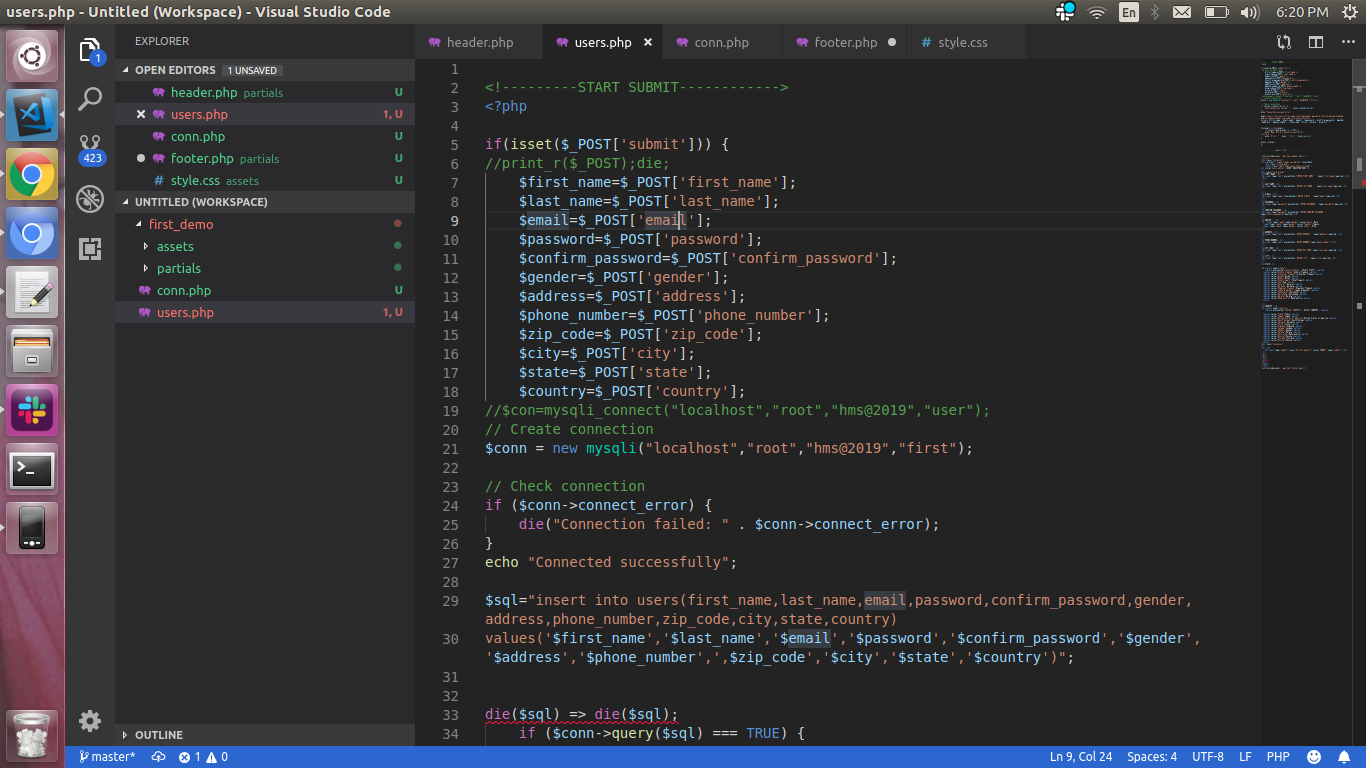 users.php - Untitled (Workspace) - Visual Studio Code
En
6:20 PM
EXPLORER
OPEN EDITORS 1 UNSAVED
header.php partials U
users.php 1, U
conn.php U
footer.php partials U
style.css assets U
UNTITLED (WORKSPACE)
first_demo
assets
partials
conn.php U
users.php 1, U
OUTLINE
1
423
header.php
users.php
conn.php
footer.php
style.css
1
2 <!---------START SUBMIT------------>
3 <?php
4
5 if(isset($_POST['submit'])) {
6 //print_r($_POST);die;
7 $first_name=$_POST['first_name'];
8 $last_name=$_POST['last_name'];
9 $email=$_POST['email'];
10 $password=$_POST['password'];
11 $confirm_password=$_POST['confirm_password'];
12 $gender=$_POST['gender'];
13 $address=$_POST['address'];
14 $phone_number=$_POST['phone_number'];
15 $zip_code=$_POST['zip_code'];
16 $city=$_POST['city'];
17 $state=$_POST['state'];
18 $country=$_POST['country'];
19 //$con=mysqli_connect("localhost","root","hms@2019","user");
20 // Create connection
21 $conn = new mysqli("localhost","root","hms@2019","first");
22
23 // Check connection
24 if ($conn->connect_error) {
25 die("Connection failed: " . $conn->connect_error);
26 }
27 echo "Connected successfully";
28
29 $sql="insert into users(first_name,last_name,email,password,confirm_password,gender,
address,phone_number,zip_code,city,state,country)
30 values('$first_name','$last_name','$email','$password','$confirm_password','$gender',
'$address','$phone_number',',$zip_code','$city','$state','$country')";
31
32
33 die($sql) => die($sql);
34 if ($conn->query($sql) === TRUE) {
master* 1 0
Ln 9, Col 24 Spaces: 4 UTF-8 LF PHP